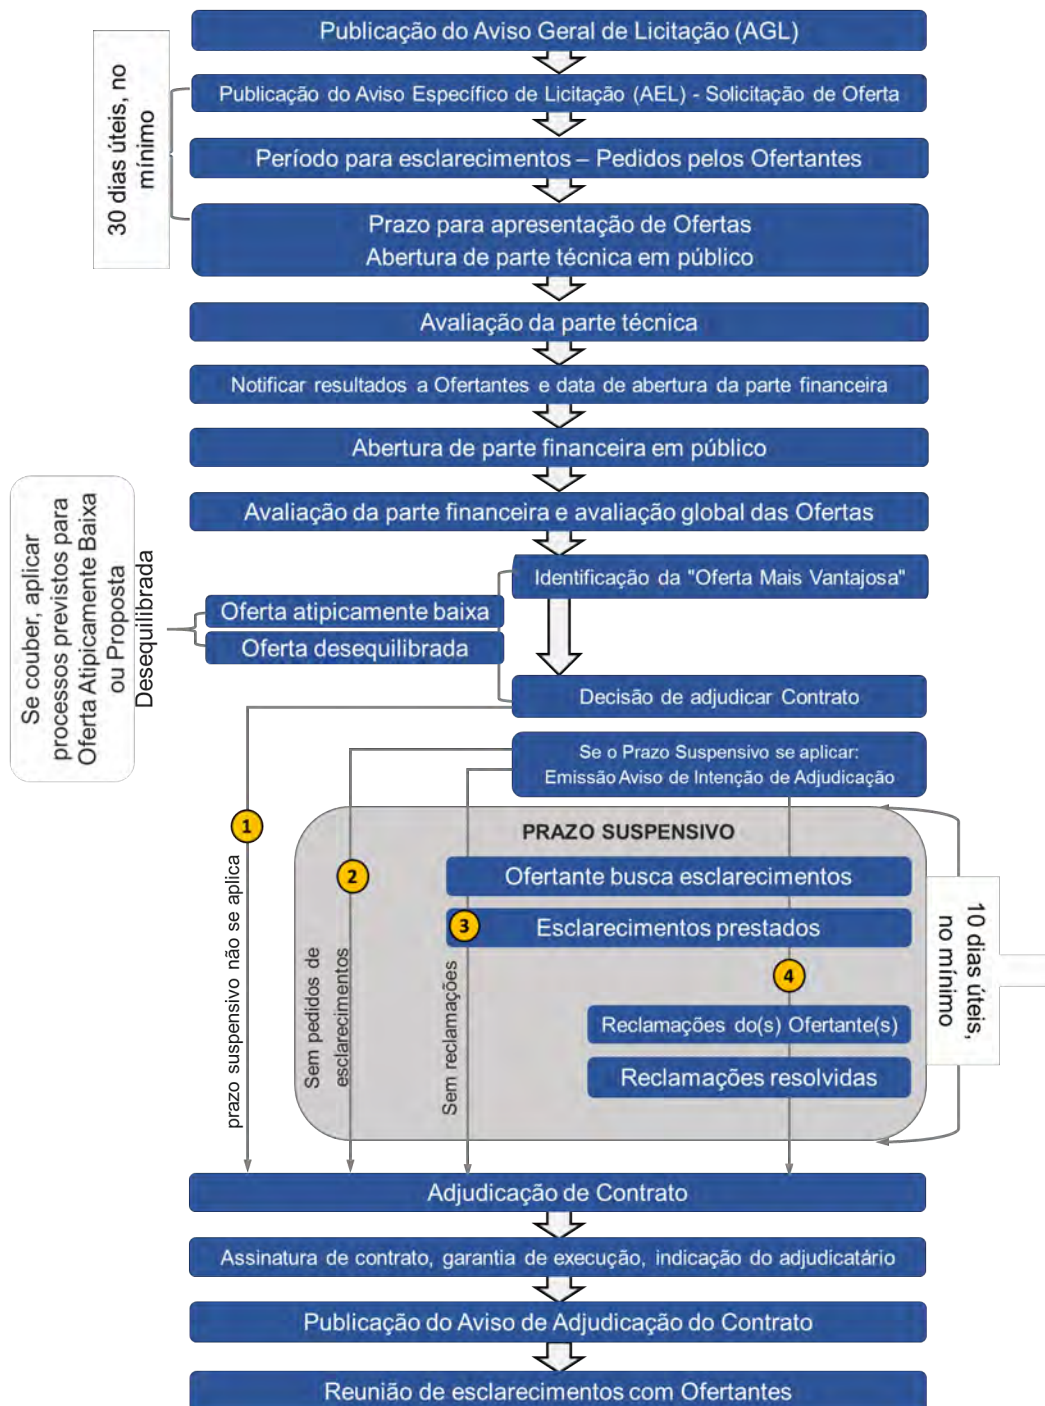 Publicação do Aviso Geral de Licitação (AGL)
30 dias úteis, no
mínimo
Publicação do Aviso Específico de Licitação (AEL) - Solicitação de Oferta
Período para esclarecimentos – Pedidos pelos Ofertantes
Prazo para apresentação de Ofertas
Abertura de parte técnica em público
Avaliação da parte técnica
Notificar resultados a Ofertantes e data de abertura da parte financeira
Abertura de parte financeira em público
Avaliação da parte financeira e avaliação global das Ofertas
Identificação da "Oferta Mais Vantajosa"
Se couber, aplicar
processos previstos para
Oferta Atipicamente Baixa
ou Proposta
Desequilibrada
Oferta atipicamente baixa
Oferta desequilibrada
Decisão de adjudicar Contrato
Se o Prazo Suspensivo se aplicar:
Emissão Aviso de Intenção de Adjudicação
1
prazo suspensivo não se aplica
PRAZO SUSPENSIVO
2
Sem pedidos de
esclarecimentos
Ofertante busca esclarecimentos
3
Esclarecimentos prestados
Sem reclamações
4
Reclamações do(s) Ofertante(s)
Reclamações resolvidas
10 dias úteis,
no mínimo
Adjudicação de Contrato
Assinatura de contrato, garantia de execução, indicação do adjudicatário
Publicação do Aviso de Adjudicação do Contrato
Reunião de esclarecimentos com Ofertantes